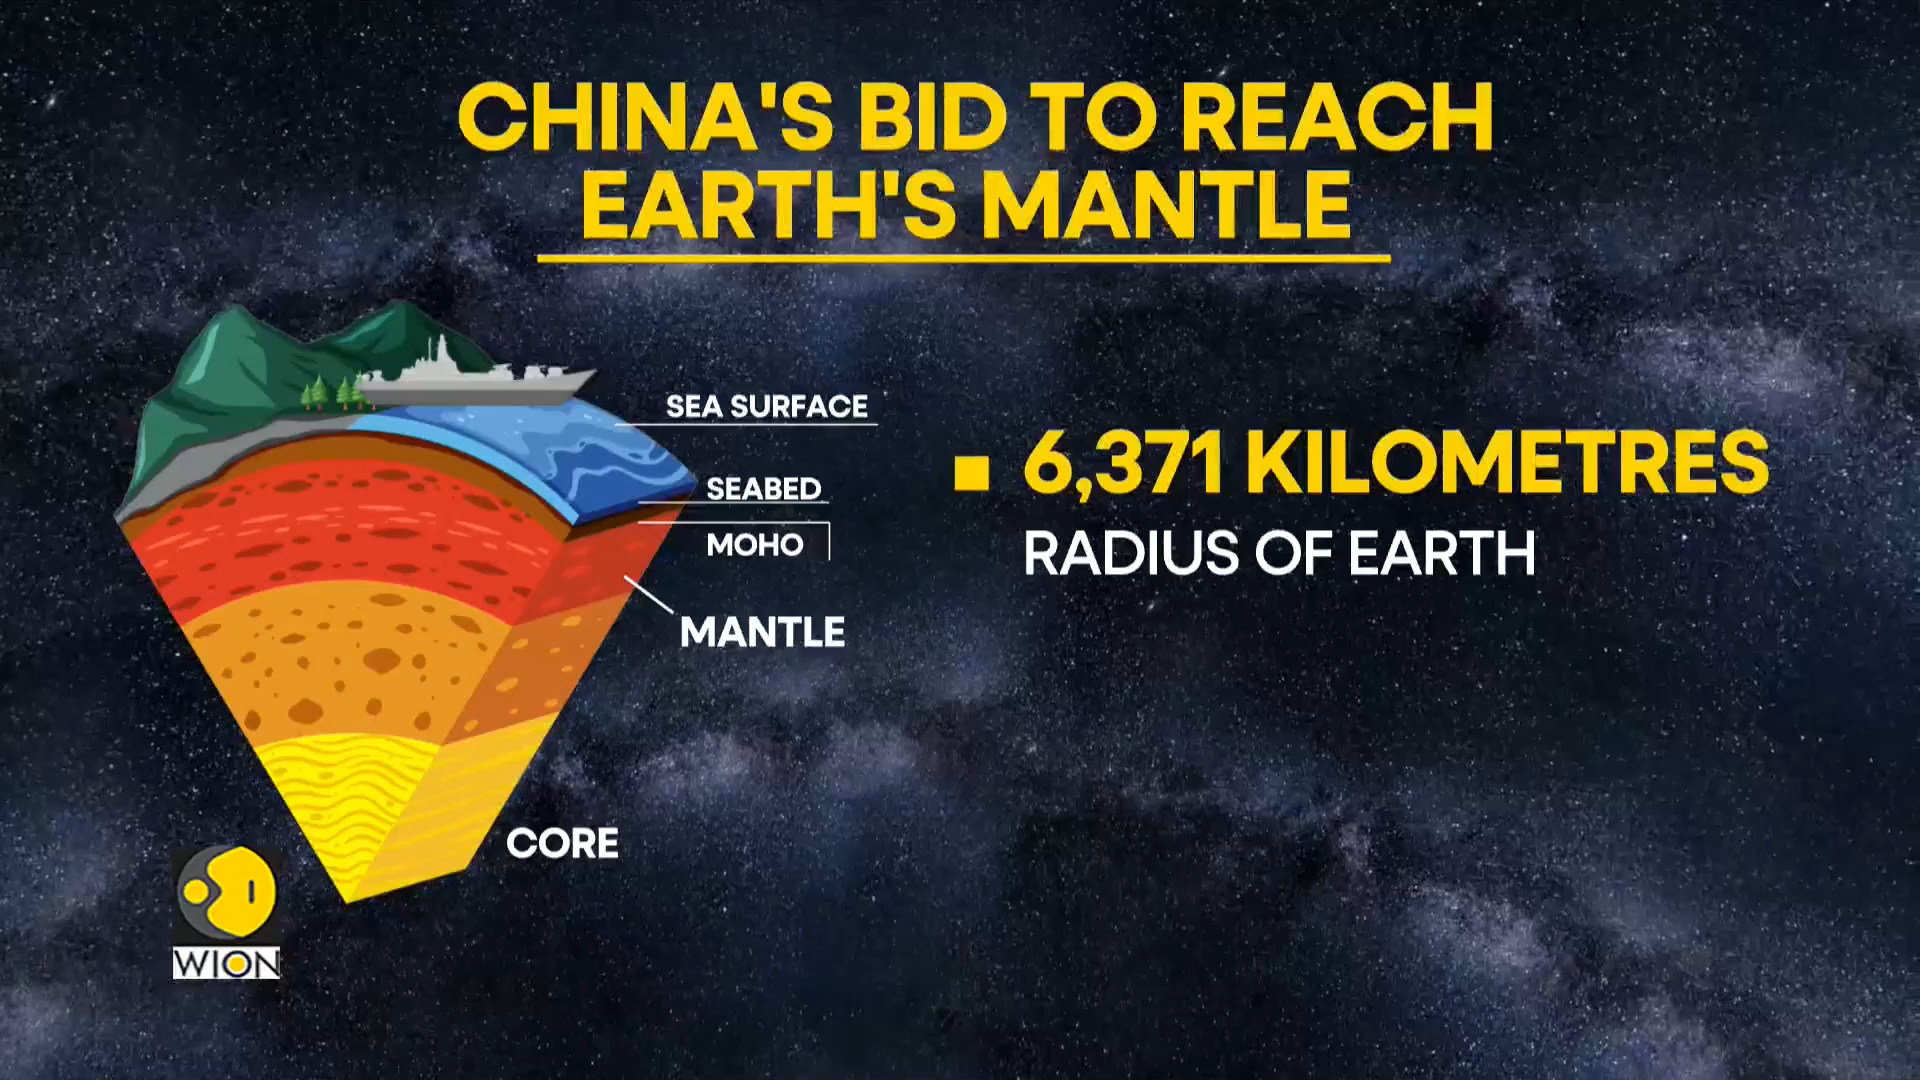 CHINA'S BID TO REACH
EARTH'S MANTLE
SEA SURFACE
SEABED
MOHO
MANTLE
CORE
6,371 KILOMETRES
RADIUS OF EARTH
WION